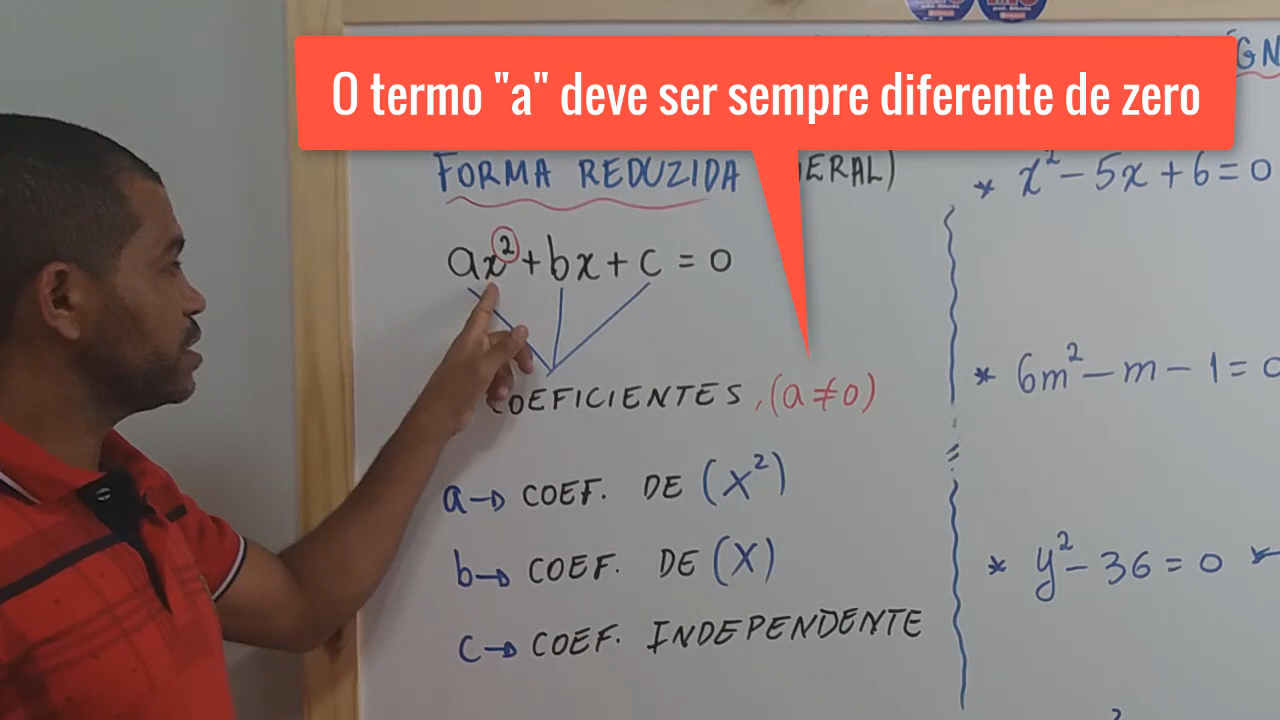 O termo "a" deve ser sempre diferente de zero
FORMA REDUZIDA
ax²+bx+c = 0
COEFICIENTES, (a≠0)
a→ COEF. DE (X²)
b→ COEF. DE (X)
c→ COEF. INDEPENDENTE
* x²-5x+6=0
* 6m²-m-1=0
* y²-36=0